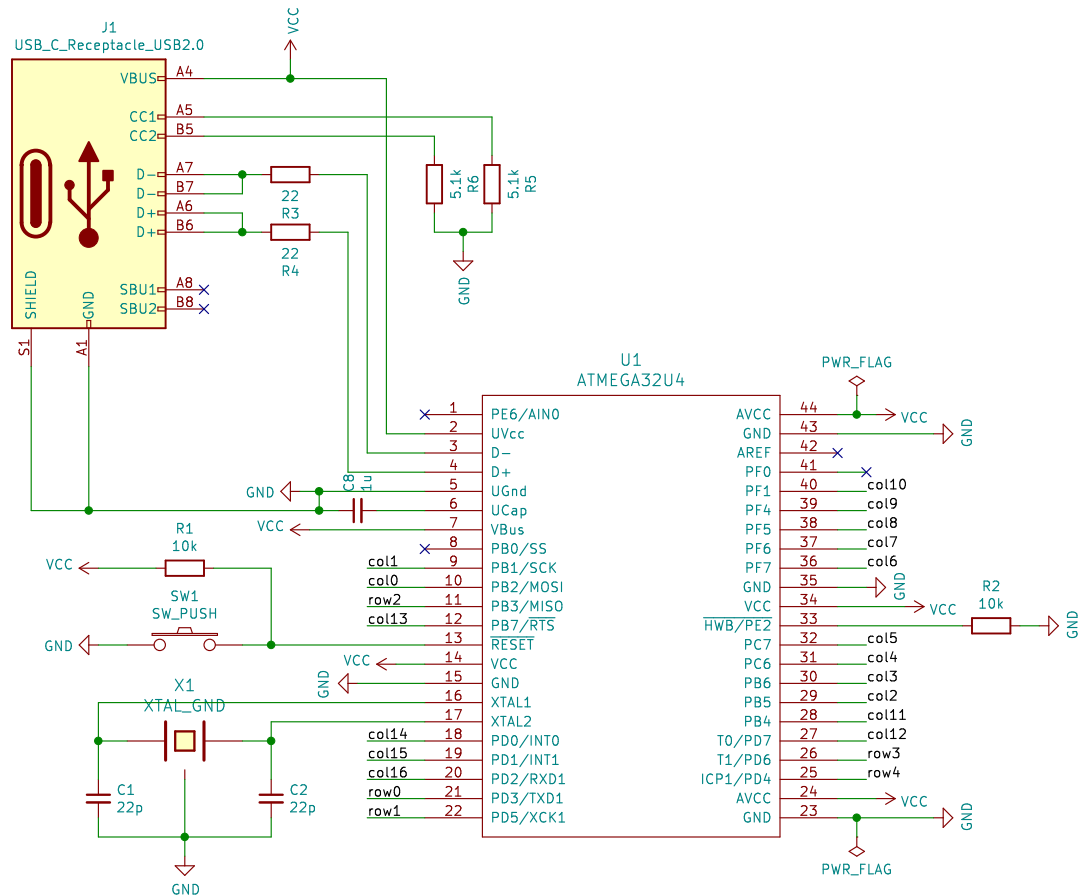 J1
USB_C_Receptacle_USB2.0
VCC
VBUS A4
CC1 A5
CC2 B5
D- A7
D- B7
D+ A6
D+ B6
SBU1 A8
SBU2 B8
SHIELD
GND
S1
A1
22
R3
22
R4
5.1k
R6
5.1k
R5
GND
U1
ATMEGA32U4
PWR_FLAG
1 PE6/AIN0
2 UVcc
3 D-
4 D+
5 UGnd
6 UCap
7 VBus
8 PB0/SS
9 PB1/SCK
10 PB2/MOSI
11 PB3/MISO
12 PB7/RTS
13 RESET
14 VCC
15 GND
16 XTAL1
17 XTAL2
18 PD0/INT0
19 PD1/INT1
20 PD2/RXD1
21 PD3/TXD1
22 PD5/XCK1
AVCC 44
GND 43
AREF 42
PF0 41
PF1 40
PF4 39
PF5 38
PF6 37
PF7 36
GND 35
VCC 34
HWB/PE2 33
PC7 32
PC6 31
PB6 30
PB5 29
PB4 28
T0/PD7 27
T1/PD6 26
ICP1/PD4 25
AVCC 24
GND 23
GND
C8
1u
VCC
col1
col0
row2
col13
VCC
GND
col14
col15
col16
row0
row1
R1
10k
VCC
SW1
SW_PUSH
GND
X1
XTAL_GND
C1
22p
C2
22p
GND
VCC
GND
col10
col9
col8
col7
col6
GND
VCC
R2
10k
GND
col5
col4
col3
col2
col11
col12
row3
row4
VCC
GND
PWR_FLAG